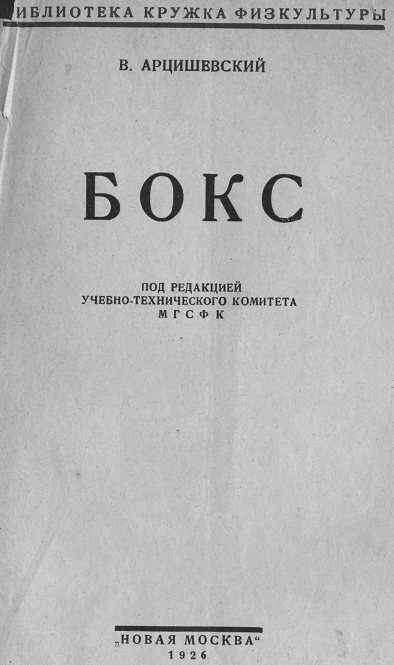 ИБЛИОТЕКА КРУЖКА ФИЗКУЛЬТУРЫ
В. АРЦИШЕВСКИЙ
БОКС
ПОД РЕДАКЦИЕЙ
УЧЕБНО-ТЕХНИЧЕСКОГО КОМИТЕТА
МГСФК
„НОВАЯ МОСКВА“
1926